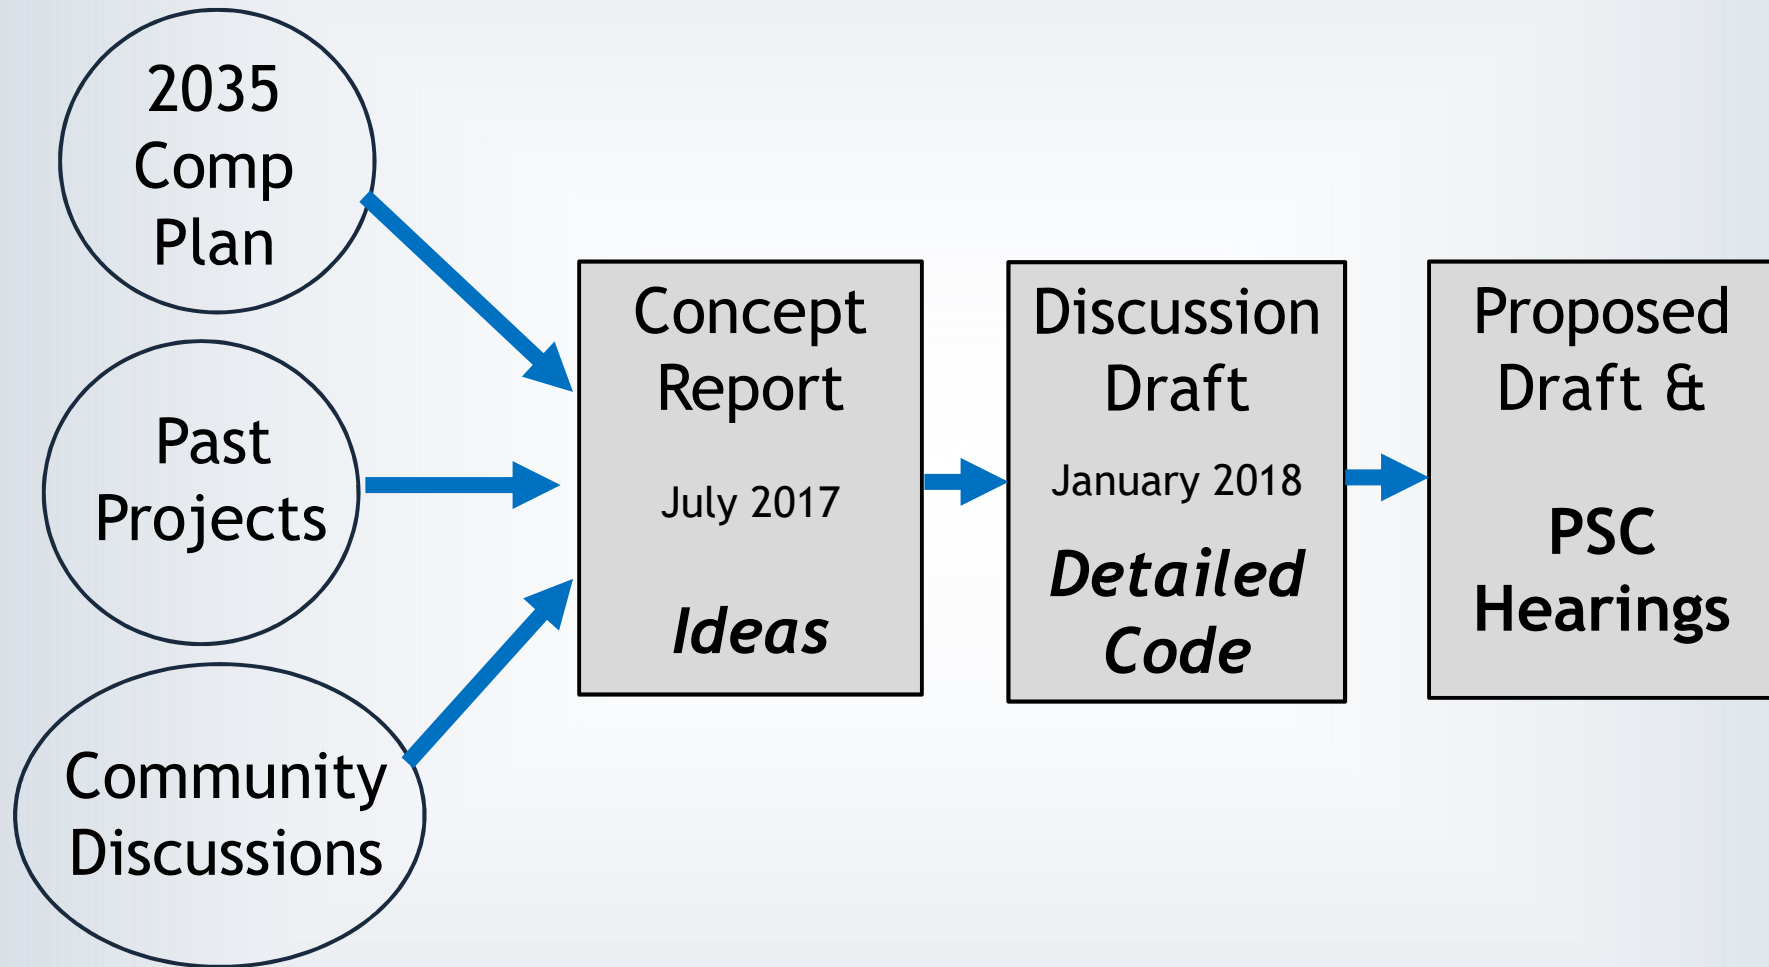 2035
Comp
Plan
Past
Projects
Community
Discussions
Concept
Report
July 2017
Ideas
Discussion
Draft
January 2018
Detailed
Code
Proposed
Draft &
PSC
Hearings